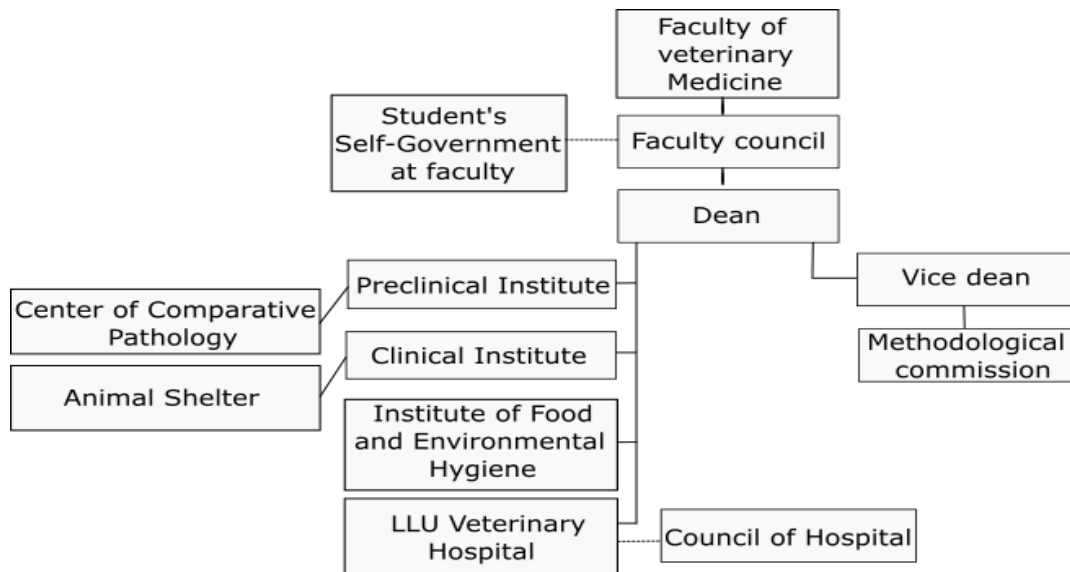 Faculty of
veterinary
Medicine
Student's
Self-Government
at faculty
Faculty council
Dean
Preclinical Institute
Vice dean
Center of Comparative
Pathology
Clinical Institute
Methodological
commission
Animal Shelter
Institute of Food
and Environmental
Hygiene
LLU Veterinary
Hospital
Council of Hospital